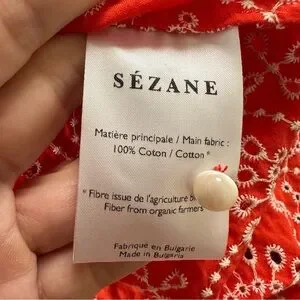 SÉZANE
Matière principale / Main fabric :
100% Coton / Cotton *
* Fibre issue de l'agriculture
Fiber from organic farmers
Fabriqué en Bulgarie
Made in Bulgaria